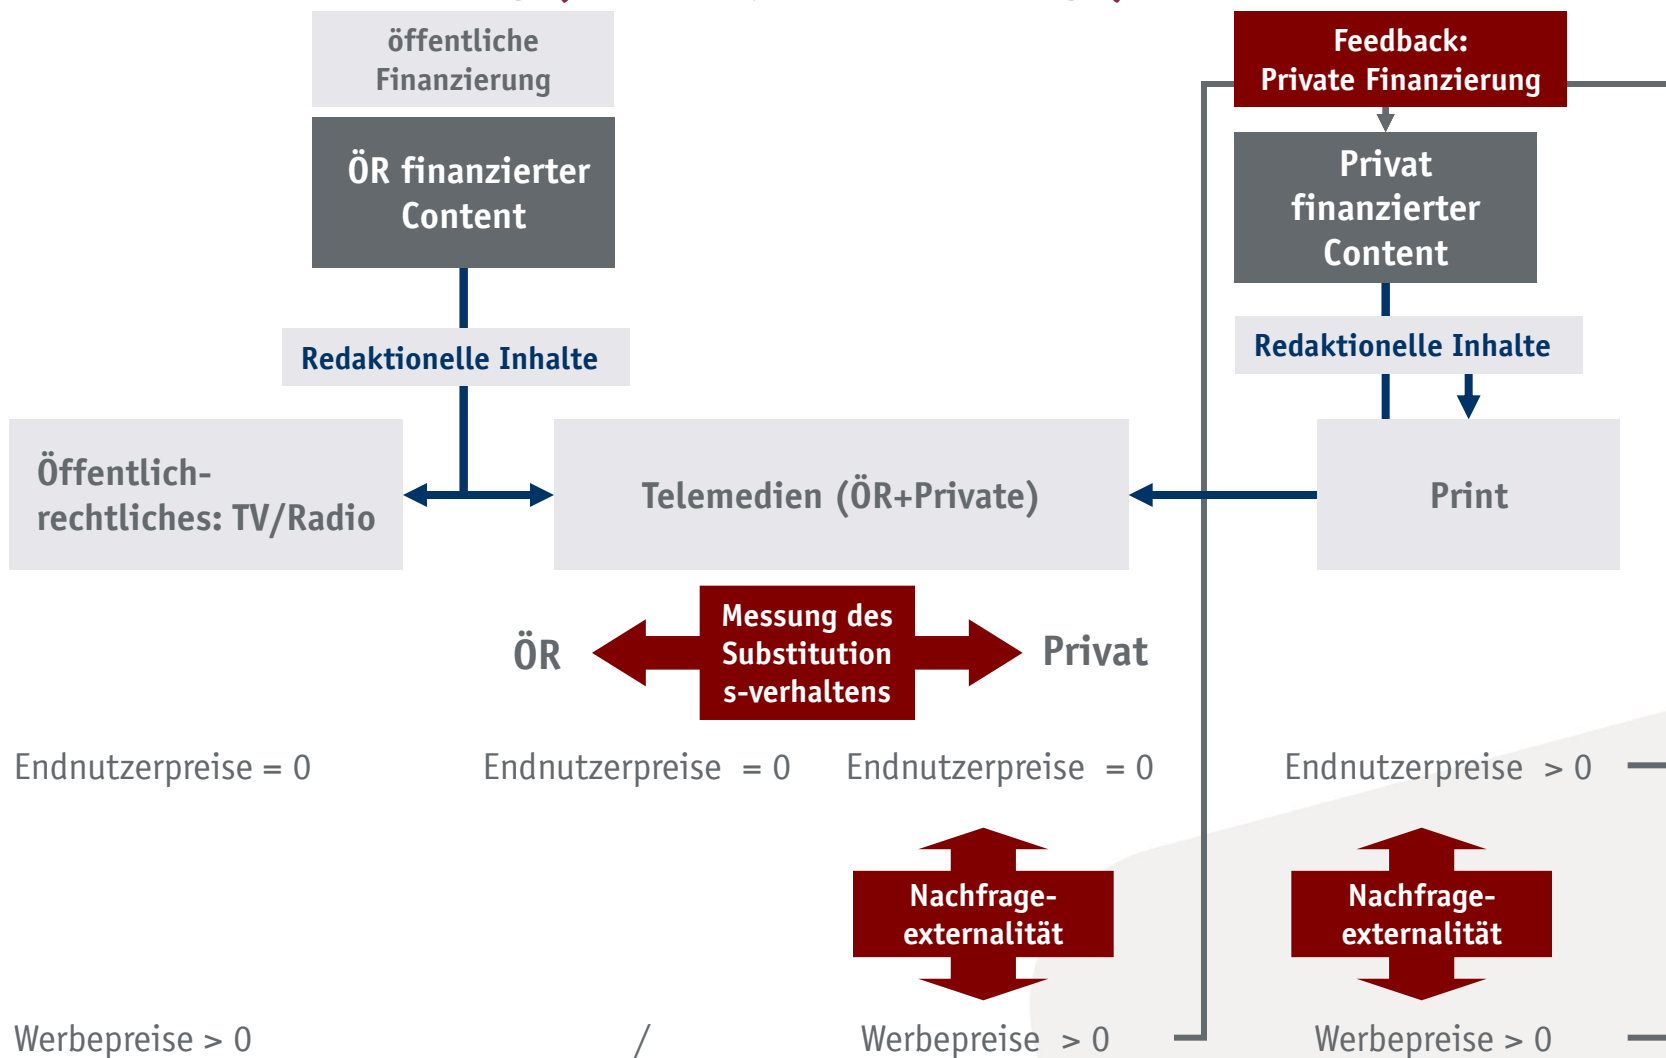 öffentliche
Finanzierung
Feedback:
Private Finanzierung
ÖR finanzierter
Content
Privat
finanzierter
Content
Redaktionelle Inhalte
Redaktionelle Inhalte
Öffentlich-
rechtliches: TV/Radio
Telemedien (ÖR+Private)
Print
ÖR
Messung des
Substitution
s-verhaltens
Privat
Endnutzerpreise = 0
Endnutzerpreise = 0
Endnutzerpreise = 0
Endnutzerpreise > 0
Nachfrage-
externalität
Nachfrage-
externalität
Werbepreise > 0
/
Werbepreise > 0
Werbepreise > 0